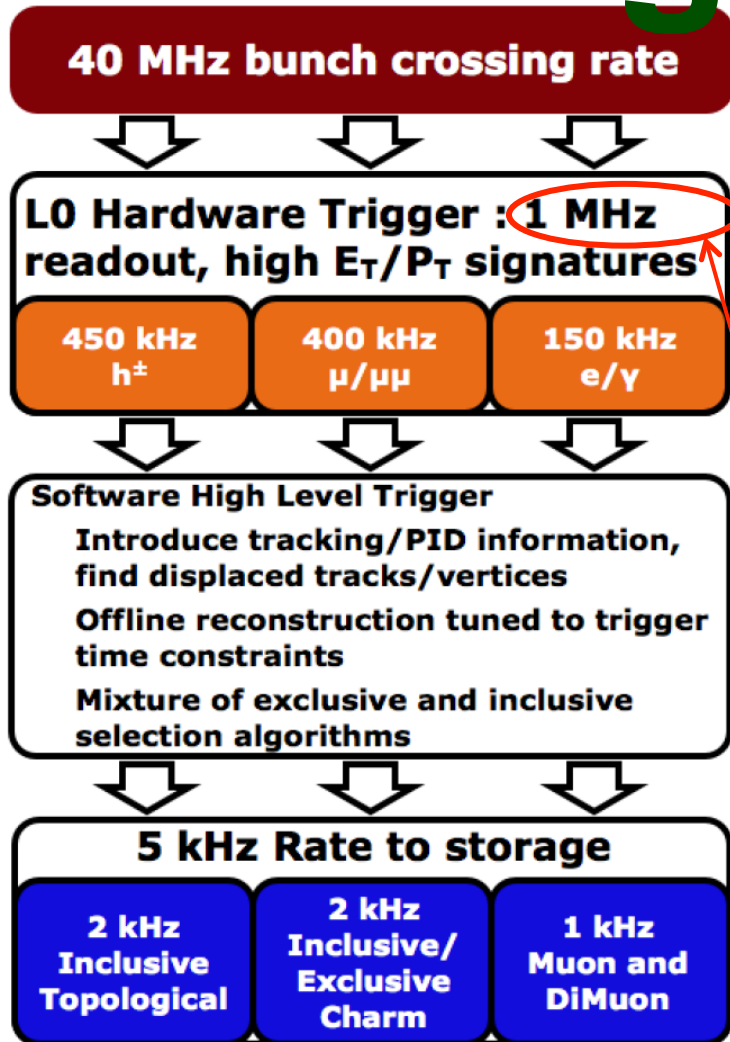 40 MHz bunch crossing rate
L0 Hardware Trigger : 1 MHz
readout, high E_T/P_T signatures
450 kHz
h±
400 kHz
μ/μμ
150 kHz
e/γ
Software High Level Trigger
Introduce tracking/PID information,
find displaced tracks/vertices
Offline reconstruction tuned to trigger
time constraints
Mixture of exclusive and inclusive
selection algorithms
5 kHz Rate to storage
2 kHz
Inclusive
Topological
2 kHz
Inclusive/
Exclusive
Charm
1 kHz
Muon and
DiMuon